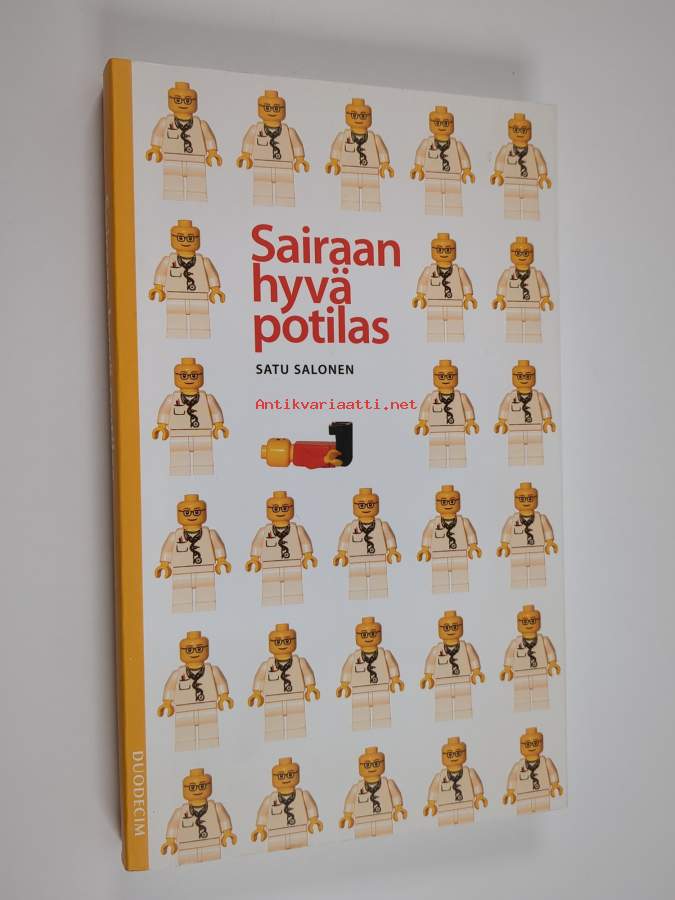 Sairaan
hyvä
potilas
SATU SALONEN
Antikvariaatti.net
DUODECIM